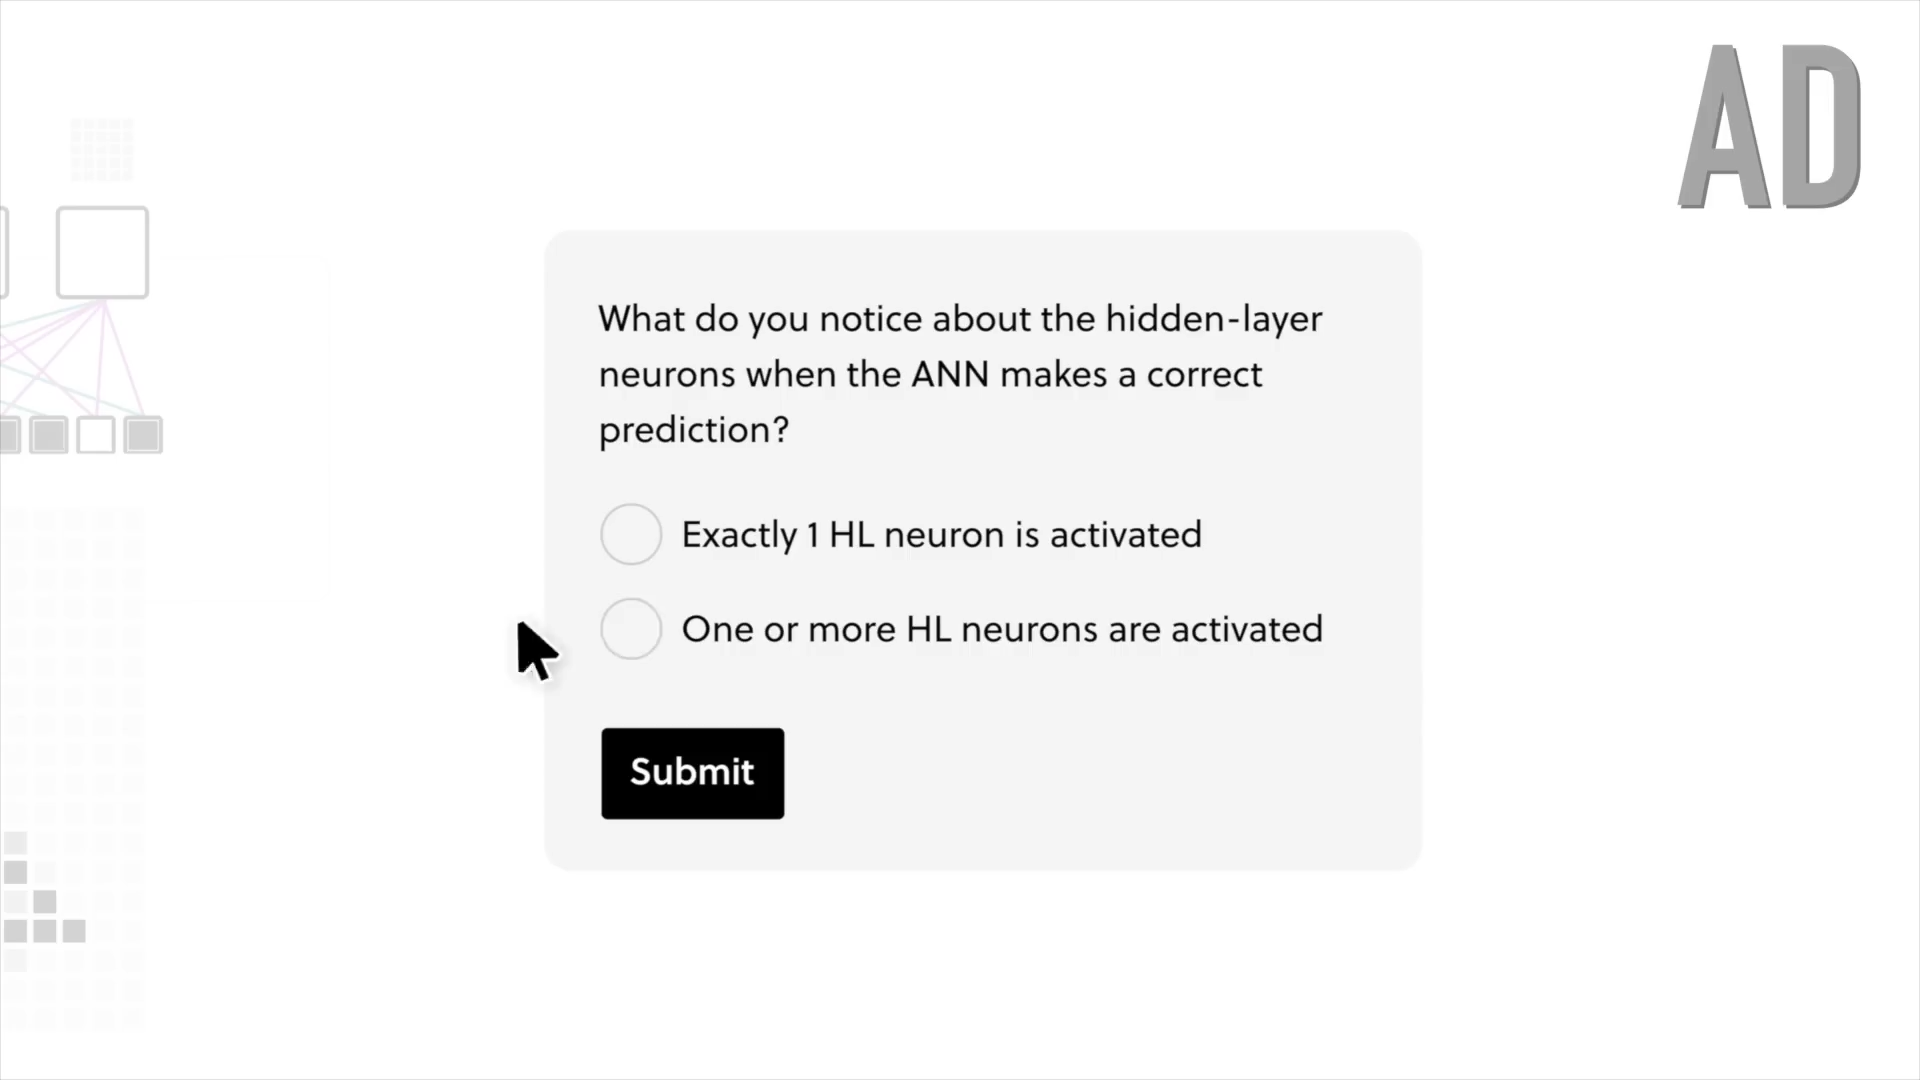 AD
What do you notice about the hidden-layer
neurons when the ANN makes a correct
prediction?
Exactly 1 HL neuron is activated
One or more HL neurons are activated
Submit